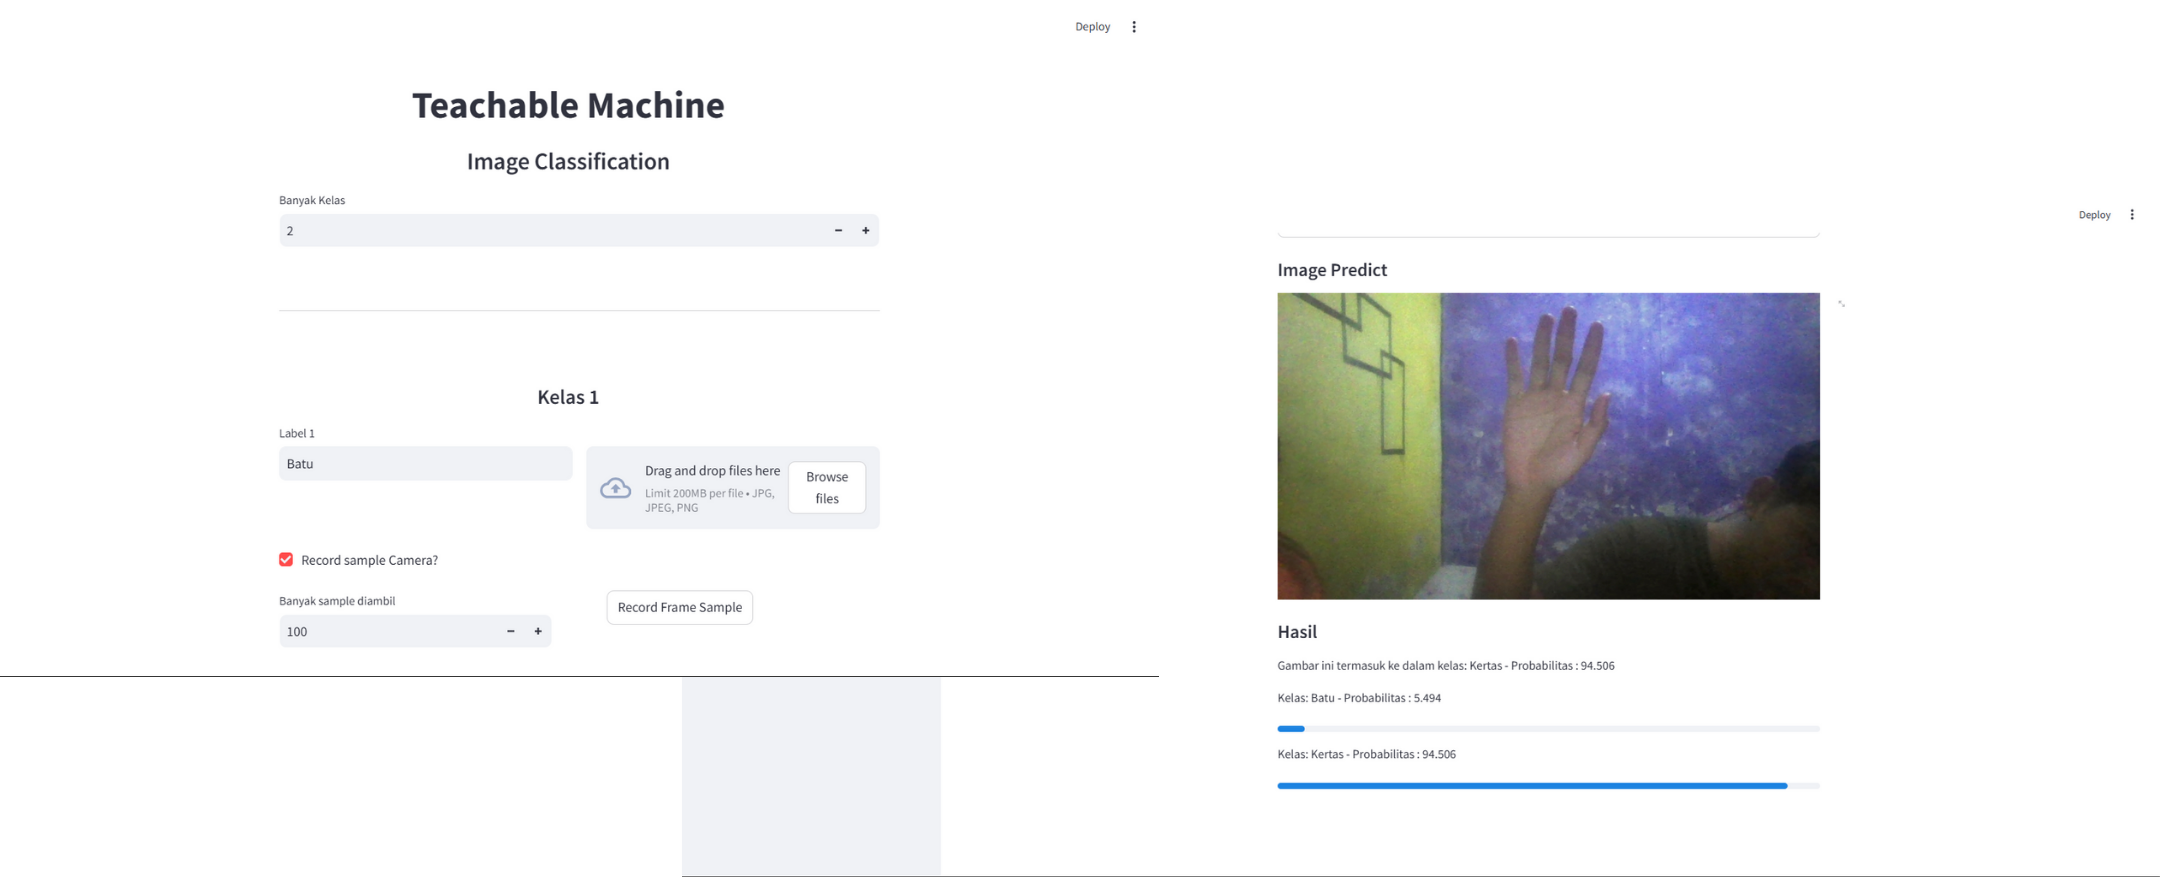 Deploy
Teachable Machine
Image Classification
Banyak Kelas
2
Kelas 1
Label 1
Batu
Drag and drop files here
Limit 200MB per file • JPG,
JPEG, PNG
Browse
files
Record sample Camera?
Banyak sample diambil
100
Record Frame Sample
Deploy
Image Predict
Hasil
Gambar ini termasuk ke dalam kelas: Kertas - Probabilitas : 94.506
Kelas: Batu - Probabilitas : 5.494
Kelas: Kertas - Probabilitas : 94.506